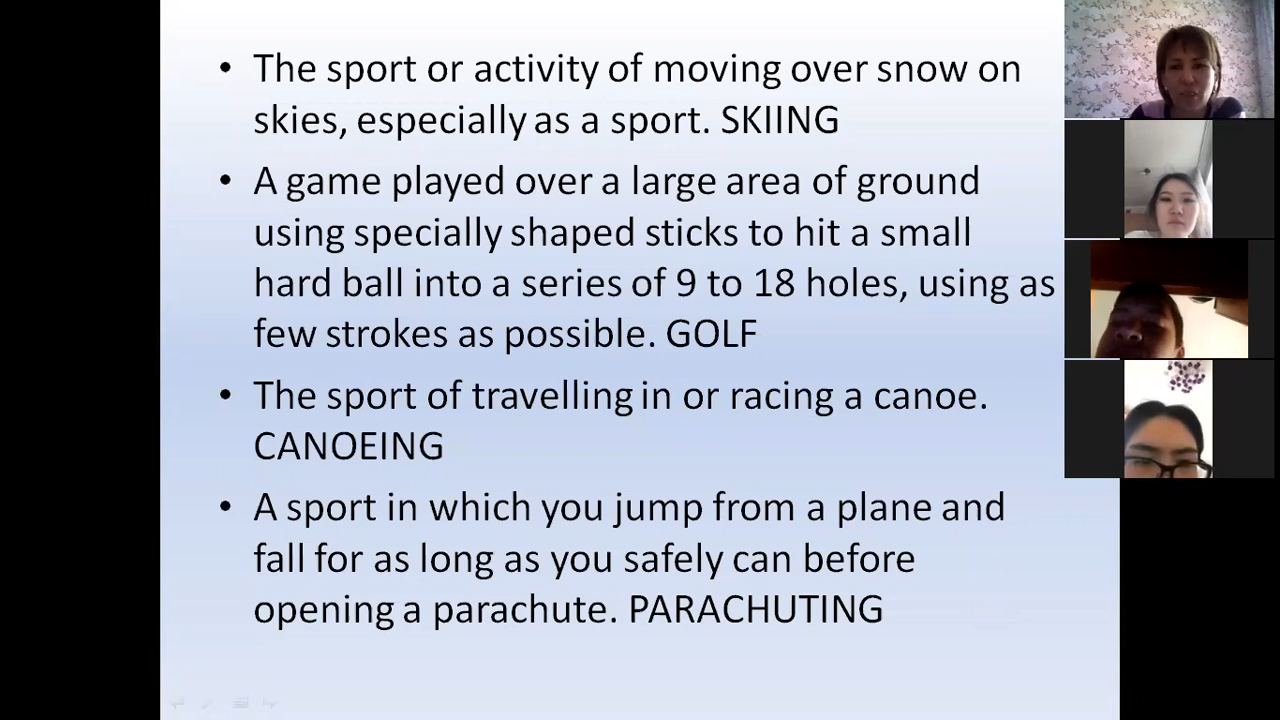 • The sport or activity of moving over snow on
skies, especially as a sport. SKIING
• A game played over a large area of ground
using specially shaped sticks to hit a small
hard ball into a series of 9 to 18 holes, using as
few strokes as possible. GOLF
• The sport of travelling in or racing a canoe.
CANOEING
• A sport in which you jump from a plane and
fall for as long as you safely can before
opening a parachute. PARACHUTING